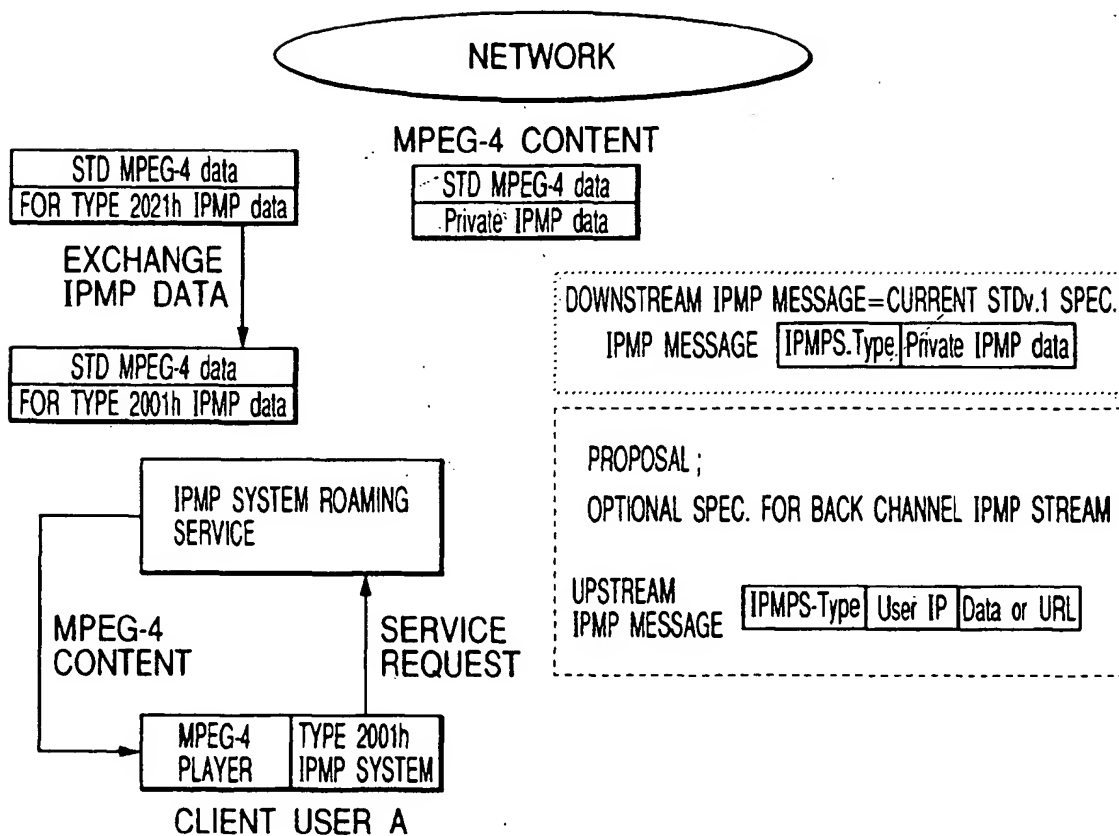 NETWORK
MPEG-4 CONTENT
STD MPEG-4 data
Private IPMP data
STD MPEG-4 data
FOR TYPE 2021h IPMP data
EXCHANGE
IPMP DATA
STD MPEG-4 data
FOR TYPE 2001h IPMP data
DOWNSTREAM IPMP MESSAGE=CURRENT STDv.1 SPEC.
IPMP MESSAGE IPMPS.Type Private IPMP data
PROPOSAL ;
OPTIONAL SPEC. FOR BACK CHANNEL IPMP STREAM
UPSTREAM
IPMP MESSAGE IPMPS-Type User IP Data or URL
IPMP SYSTEM ROAMING
SERVICE
MPEG-4
CONTENT
SERVICE
REQUEST
MPEG-4
PLAYER
TYPE 2001h
IPMP SYSTEM
CLIENT USER A